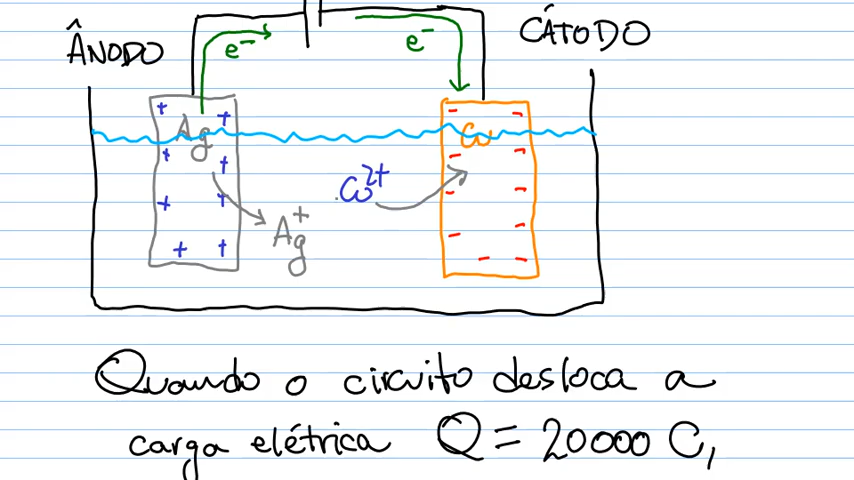 ÂNODO
CÁTODO
e⁻
e⁻
Ag
Cu
Cu²⁺
Ag⁺
Quando o circuito desloca a
carga elétrica Q = 20000 C,